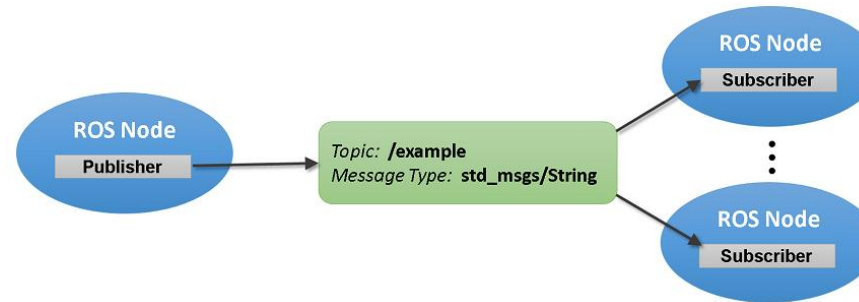 ROS Node
Publisher
Topic: /example
Message Type: std_msgs/String
ROS Node
Subscriber
ROS Node
Subscriber